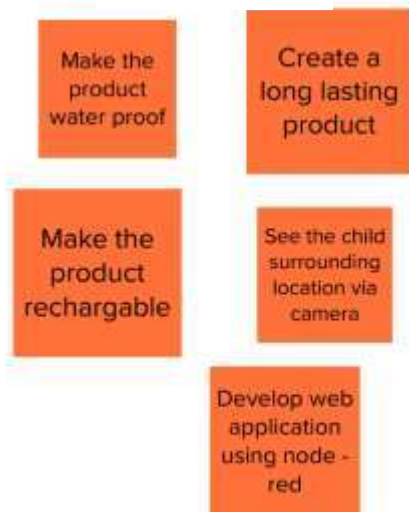 Make the
product
water proof
Create a
long lasting
product
Make the
product
rechargable
See the child
surrounding
location via
camera
Develop web
application
using node -
red